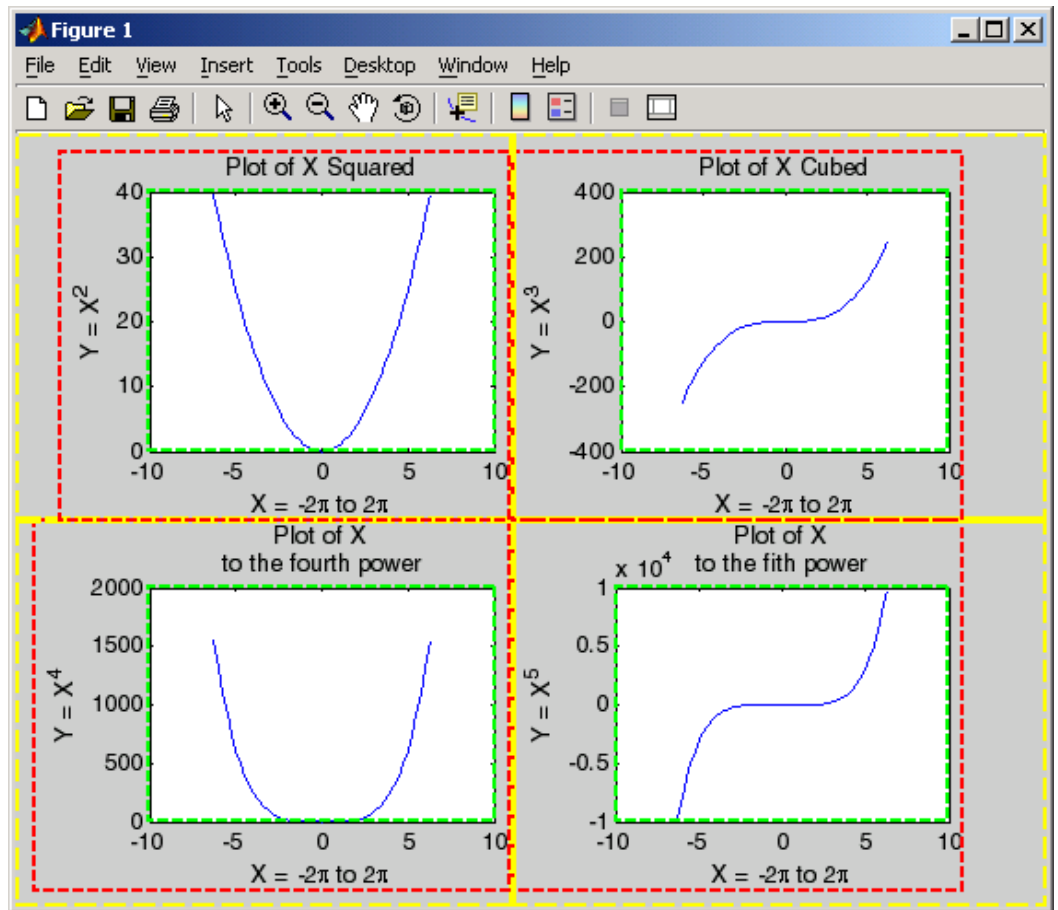 Figure 1
File Edit View Insert Tools Desktop Window Help
Plot of X Squared
40
30
20
10
0
Y = X²
-10 -5 0 5 10
X = -2π to 2π
Plot of X Cubed
400
200
0
-200
-400
Y = X³
-10 -5 0 5 10
X = -2π to 2π
Plot of X
to the fourth power
2000
1500
1000
500
0
Y = X⁴
-10 -5 0 5 10
X = -2π to 2π
Plot of X
to the fith power
x 10⁴
1
0.5
0
-0.5
-1
Y = X⁵
-10 -5 0 5 10
X = -2π to 2π